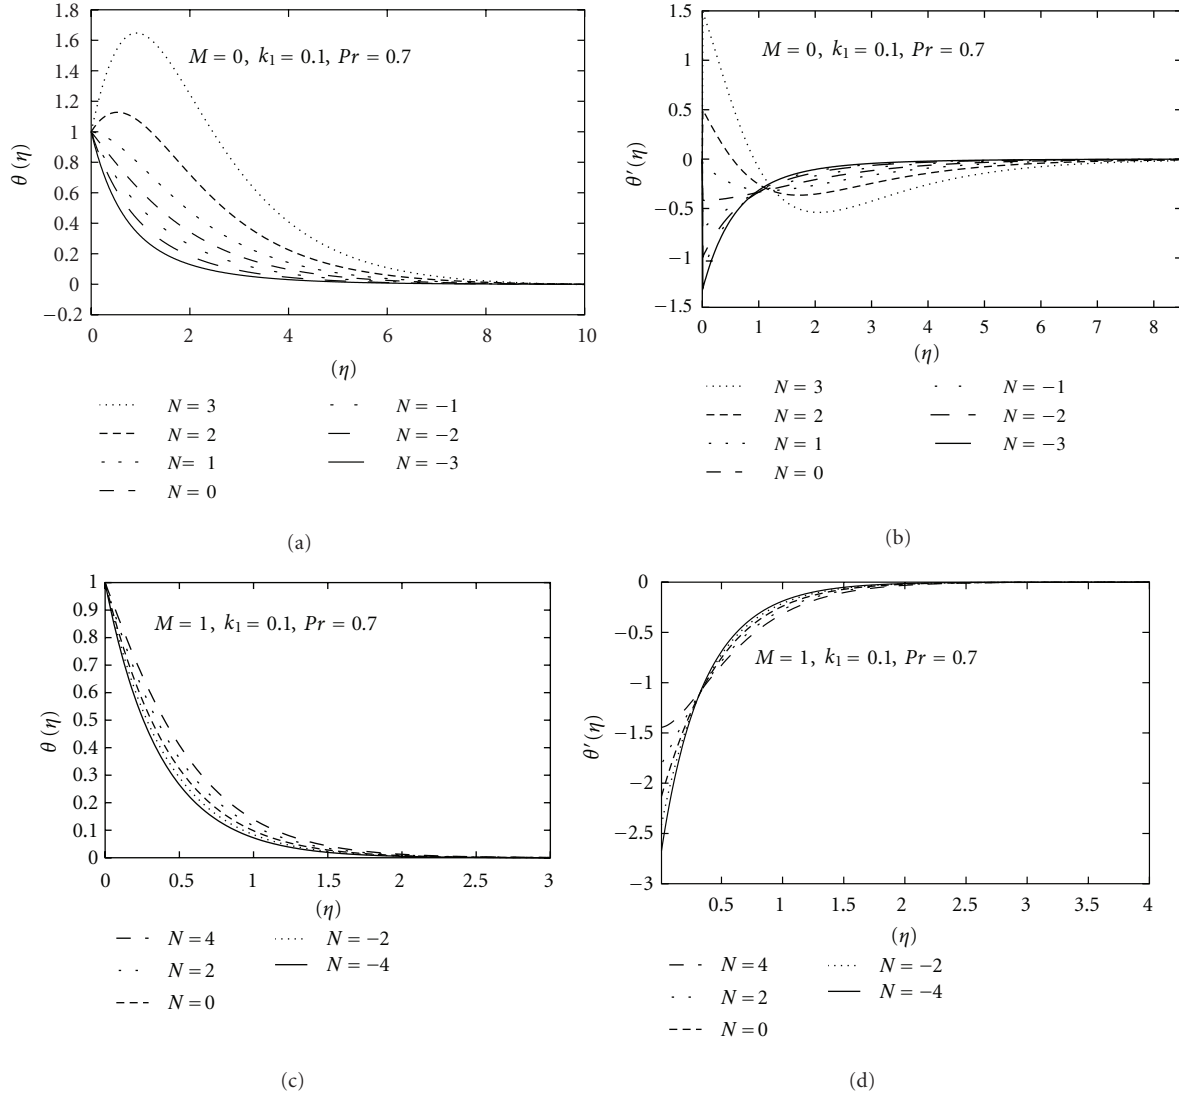 1.8
1.6
1.4
1.2
1
0.8
0.6
0.4
0.2
0
−0.2
θ (η)
M = 0, k₁ = 0.1, Pr = 0.7
0 2 4 6 8 10
(η)
N = 3 N = −1
N = 2 N = −2
N = 1 N = −3
N = 0
(a)
1.5
1
0.5
0
−0.5
−1
−1.5
θ′(η)
M = 0, k₁ = 0.1, Pr = 0.7
0 1 2 3 4 5 6 7 8
(η)
N = 3 N = −1
N = 2 N = −2
N = 1 N = −3
N = 0
(b)
1
0.9
0.8
0.7
0.6
0.5
0.4
0.3
0.2
0.1
0
θ (η)
M = 1, k₁ = 0.1, Pr = 0.7
0 0.5 1 1.5 2 2.5 3
(η)
N = 4 N = −2
N = 2 N = −4
N = 0
(c)
0
−0.5
−1
−1.5
−2
−2.5
−3
θ′(η)
M = 1, k₁ = 0.1, Pr = 0.7
0.5 1 1.5 2 2.5 3 3.5 4
(η)
N = 4 N = −2
N = 2 N = −4
N = 0
(d)